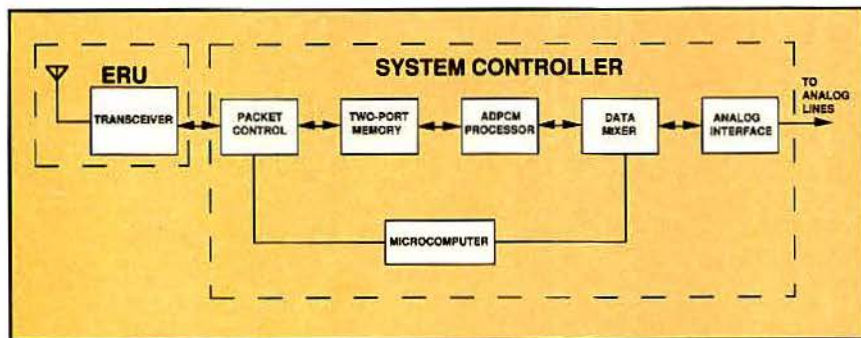 ERU
SYSTEM CONTROLLER
TO
ANALOG
LINES
TRANSCEIVER
PACKET
CONTROL
TWO-PORT
MEMORY
ADPCM
PROCESSOR
DATA
MIXER
ANALOG
INTERFACE
MICROCOMPUTER